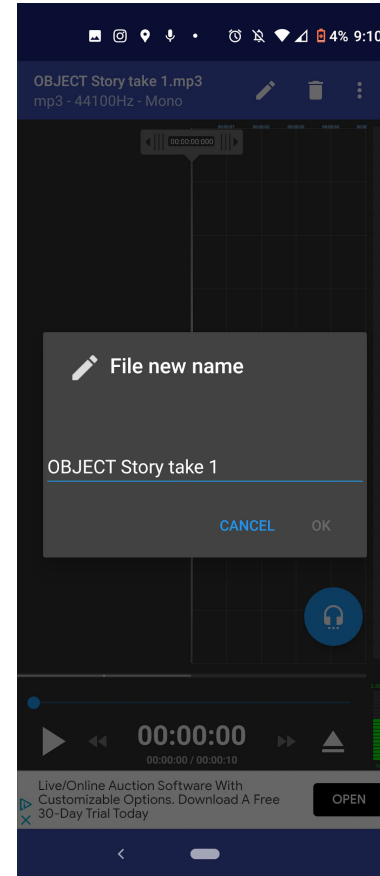 4% 9:10
OBJECT Story take 1.mp3
mp3 - 44100Hz - Mono
00:00:00:000
File new name
OBJECT Story take 1
CANCEL OK
00:00:00
00:00:00 / 00:00:10
Live/Online Auction Software With
Customizable Options. Download A Free
30-Day Trial Today
OPEN